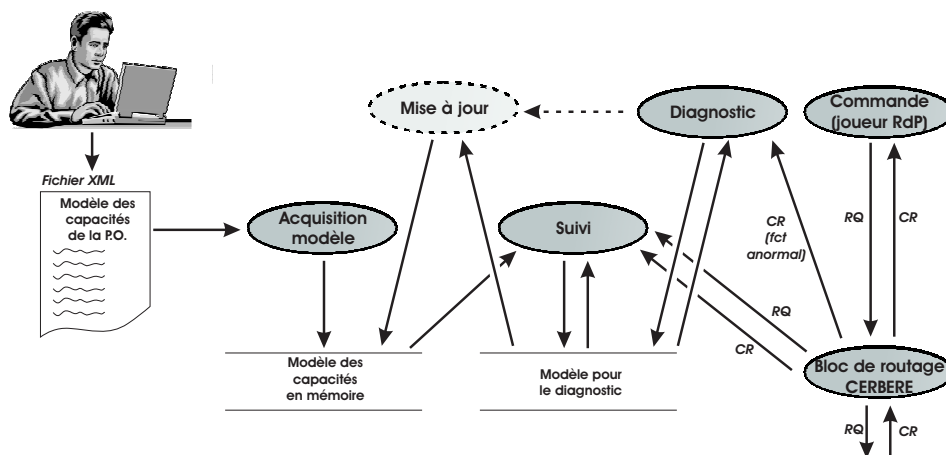 Mise à jour
Diagnostic
Commande
(joueur RdP)
Fichier XML
Modèle des
capacités
de la P.O.
Acquisition
modèle
Suivi
CR
(fct
anormal)
RQ
CR
RQ
CR
Modèle des
capacités
en mémoire
Modèle pour
le diagnostic
Bloc de routage
CERBERE
RQ
CR